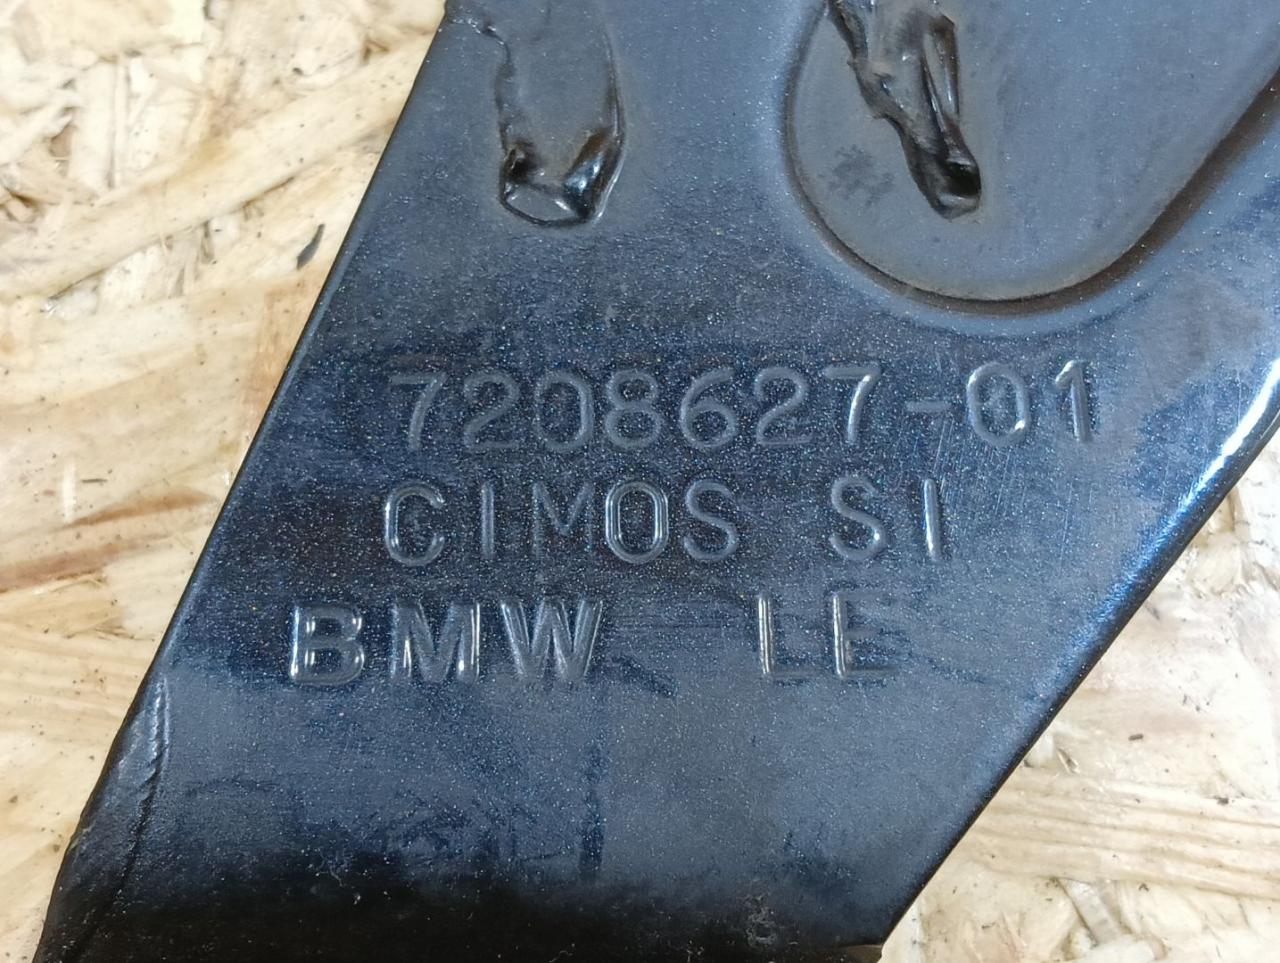 7208627-01
CIMOS SI
BMW LE